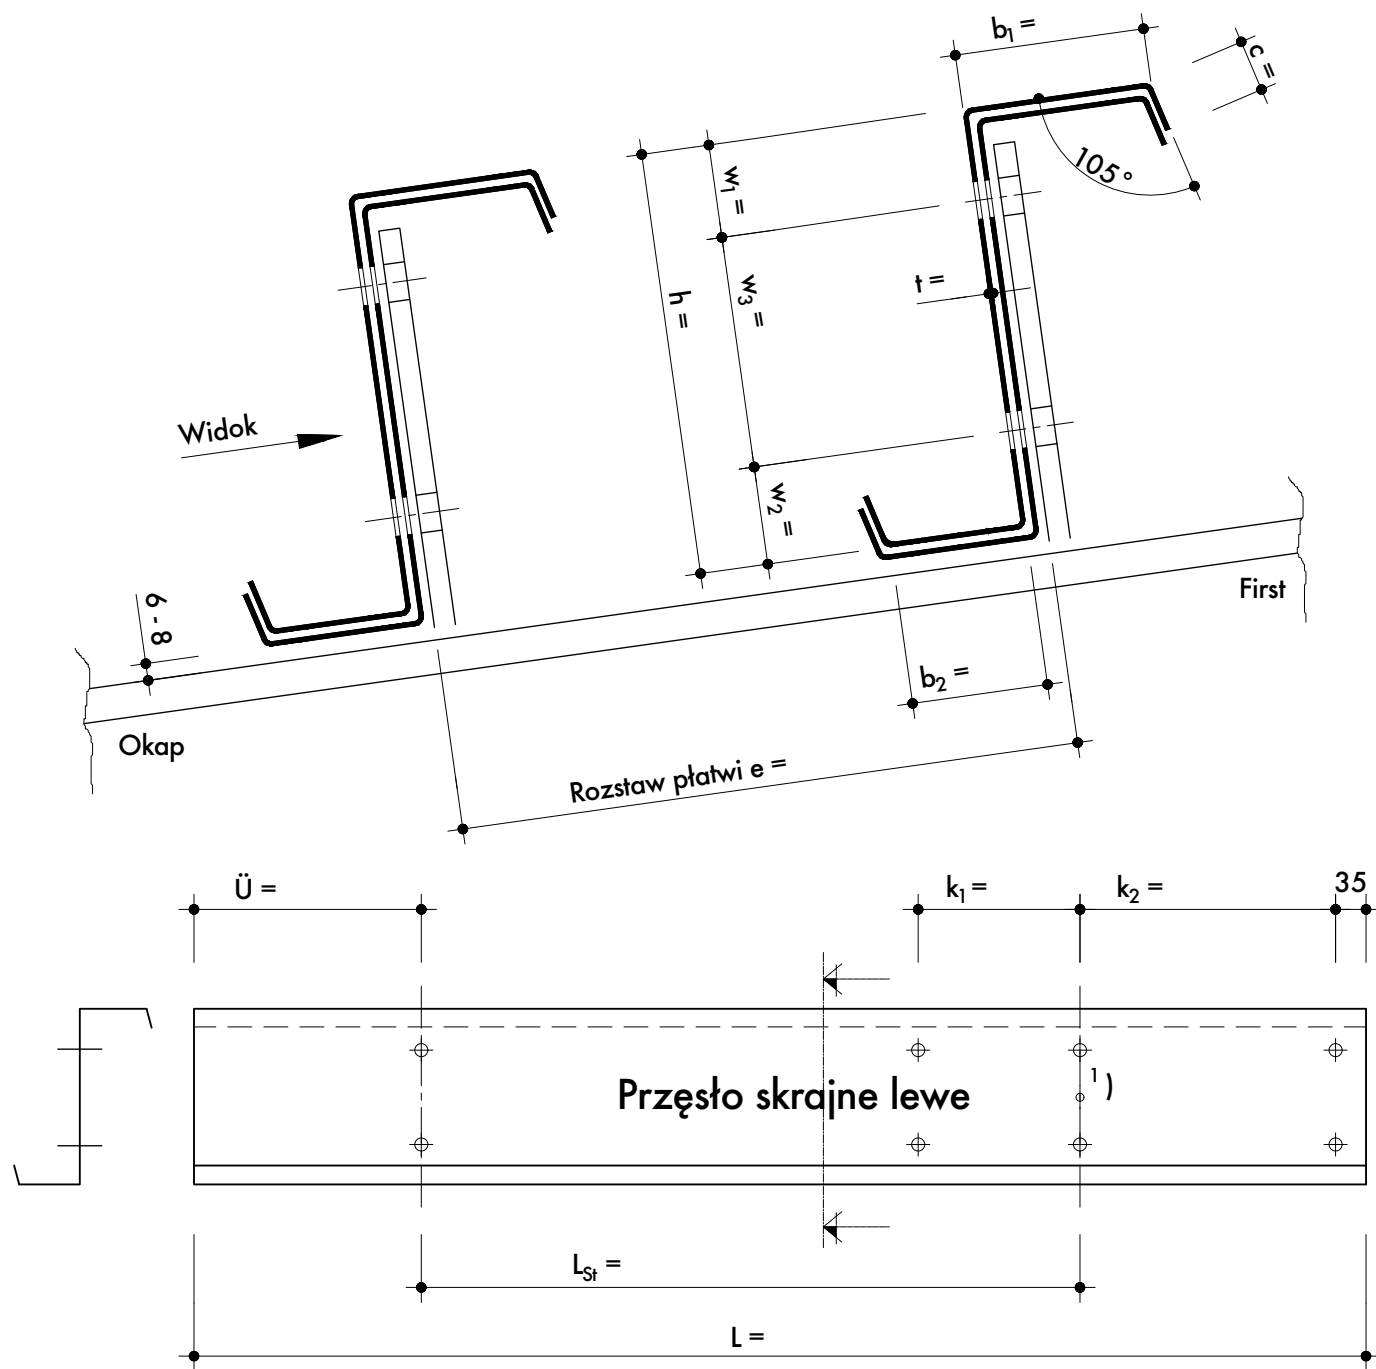 b₁ =
c =
105°
w₁ =
h =
w₃ =
t =
w₂ =
Widok
6 - 8
First
b₂ =
Okap
Rozstaw płatwi e =
Ü =
k₁ =
k₂ =
35
Przęsło skrajne lewe
¹ )
L_St =
L =